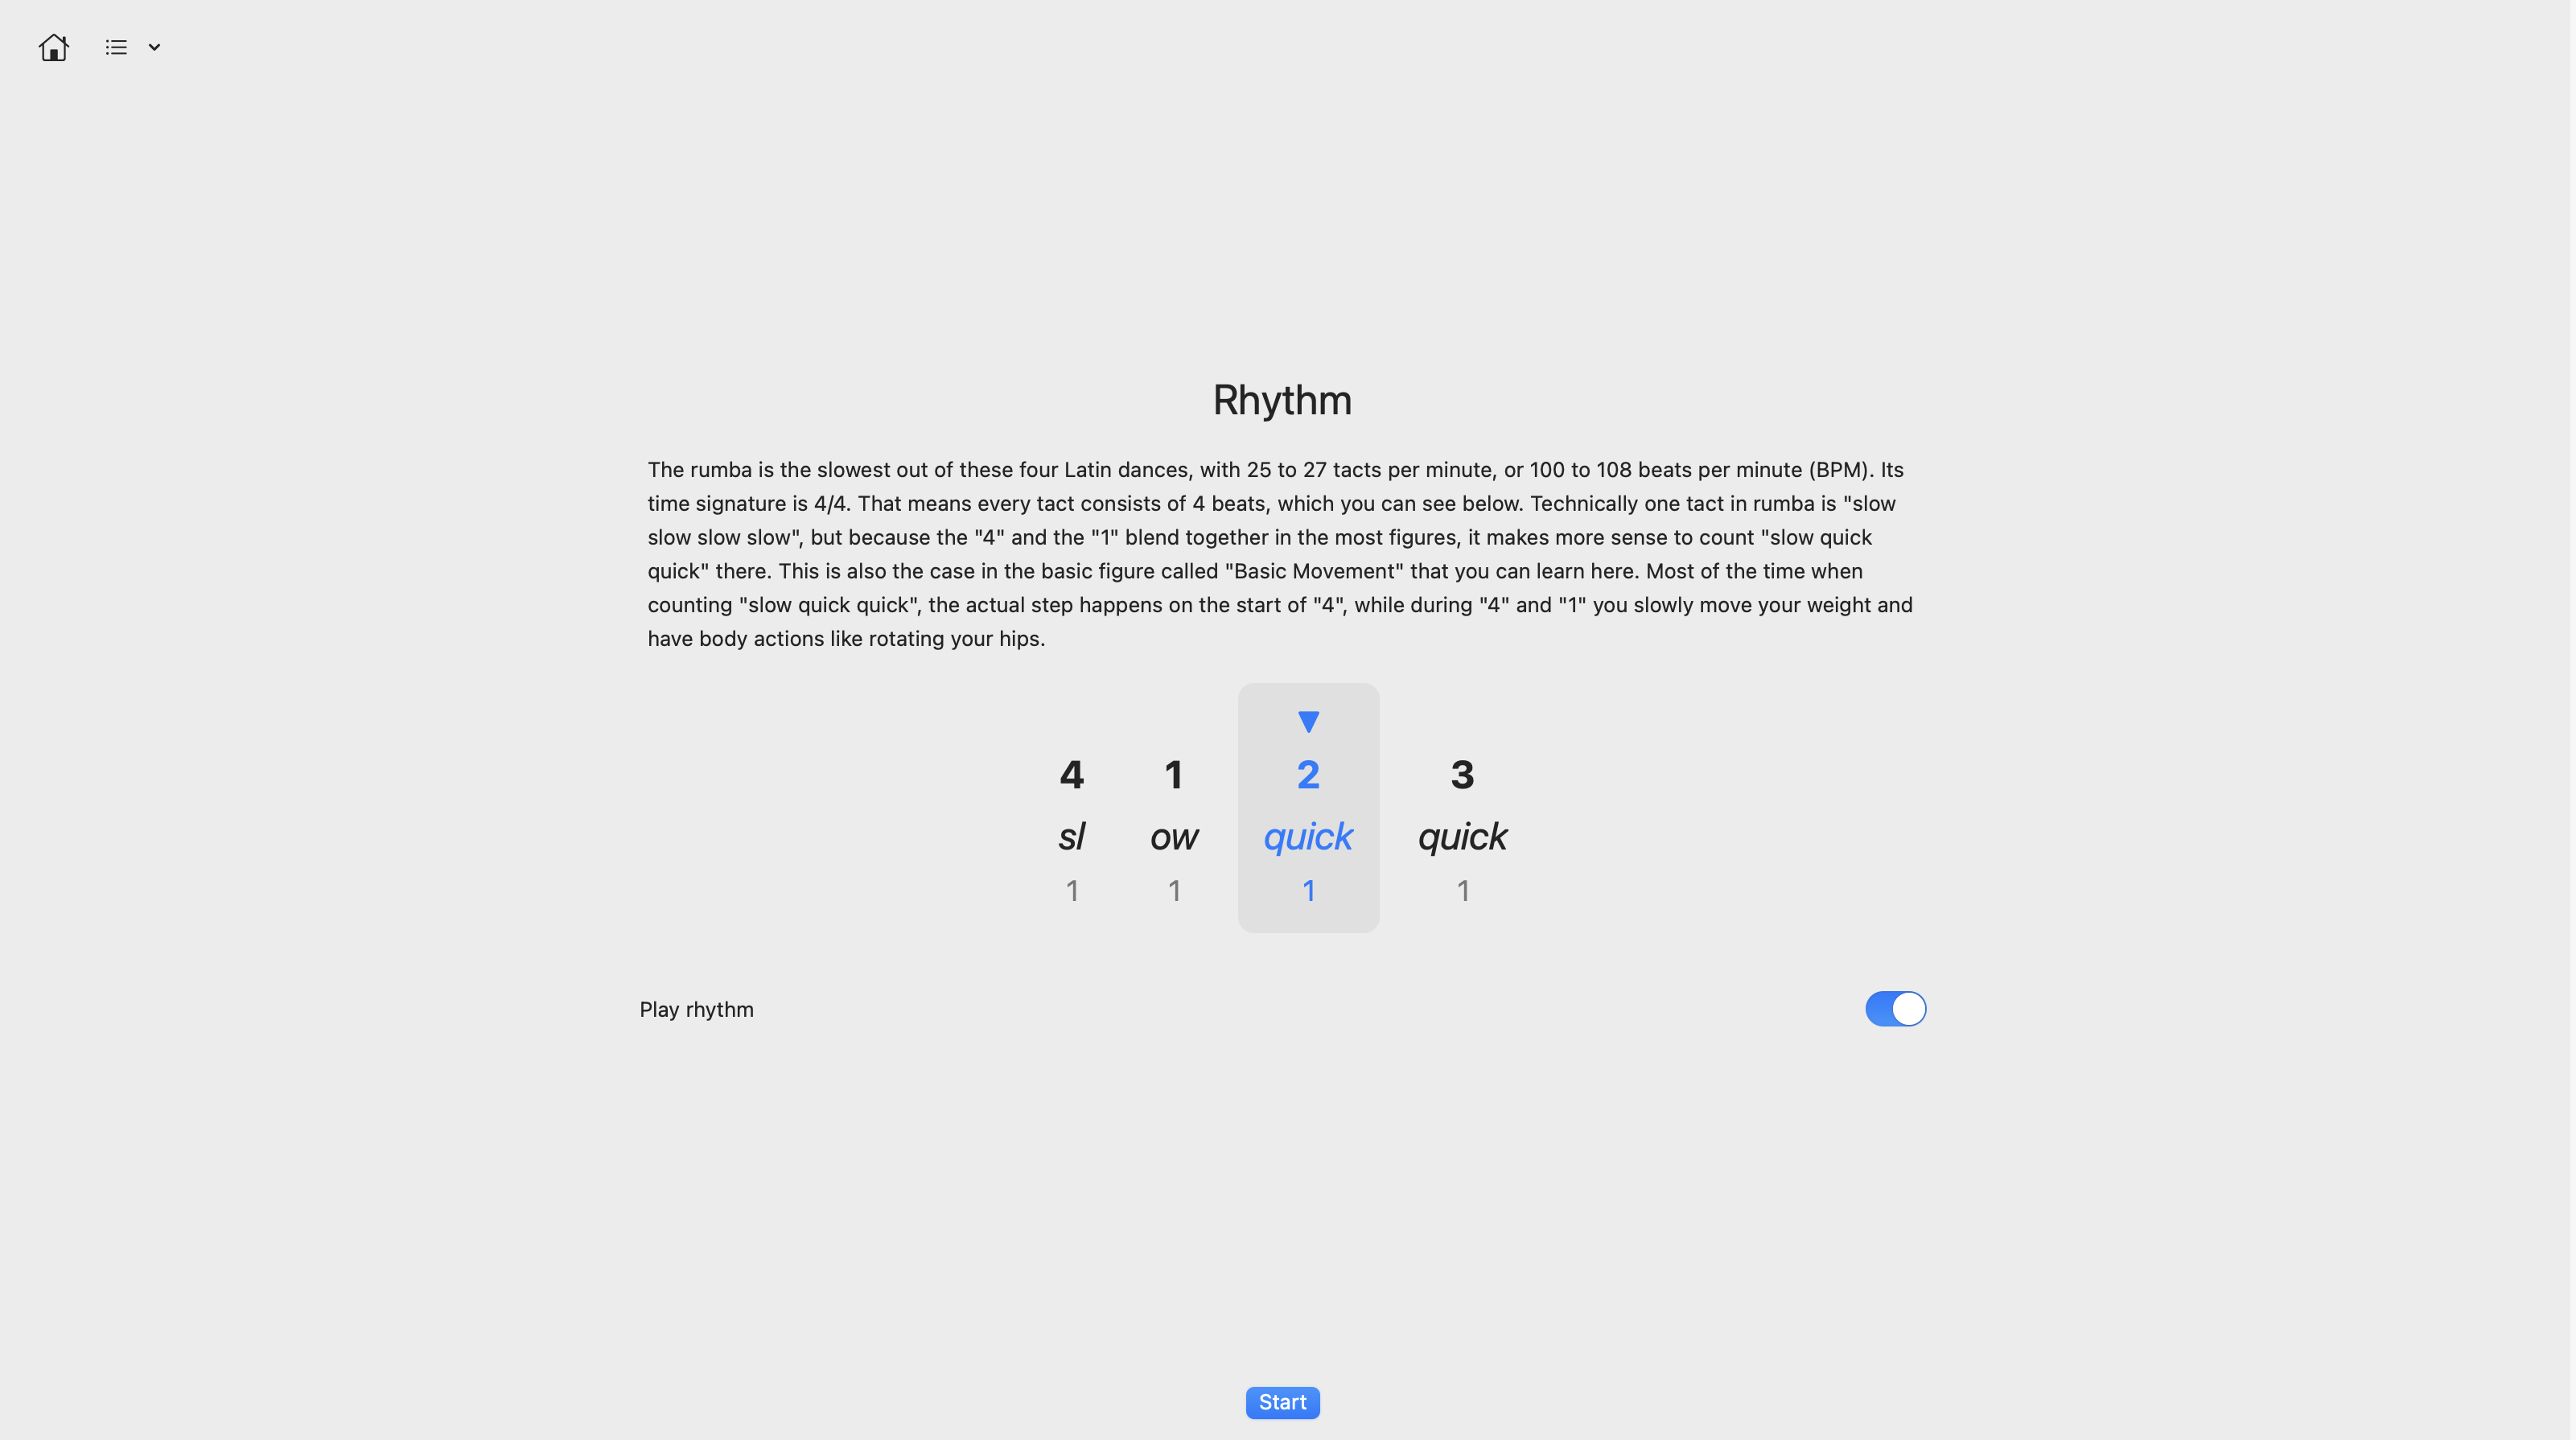 Rhythm
The rumba is the slowest out of these four Latin dances, with 25 to 27 tacts per minute, or 100 to 108 beats per minute (BPM). Its
time signature is 4/4. That means every tact consists of 4 beats, which you can see below. Technically one tact in rumba is "slow
slow slow slow", but because the "4" and the "1" blend together in the most figures, it makes more sense to count "slow quick
quick" there. This is also the case in the basic figure called "Basic Movement" that you can learn here. Most of the time when
counting "slow quick quick", the actual step happens on the start of "4", while during "4" and "1" you slowly move your weight and
have body actions like rotating your hips.
4 1 2 3
sl ow quick quick
1 1 1 1
Play rhythm
Start